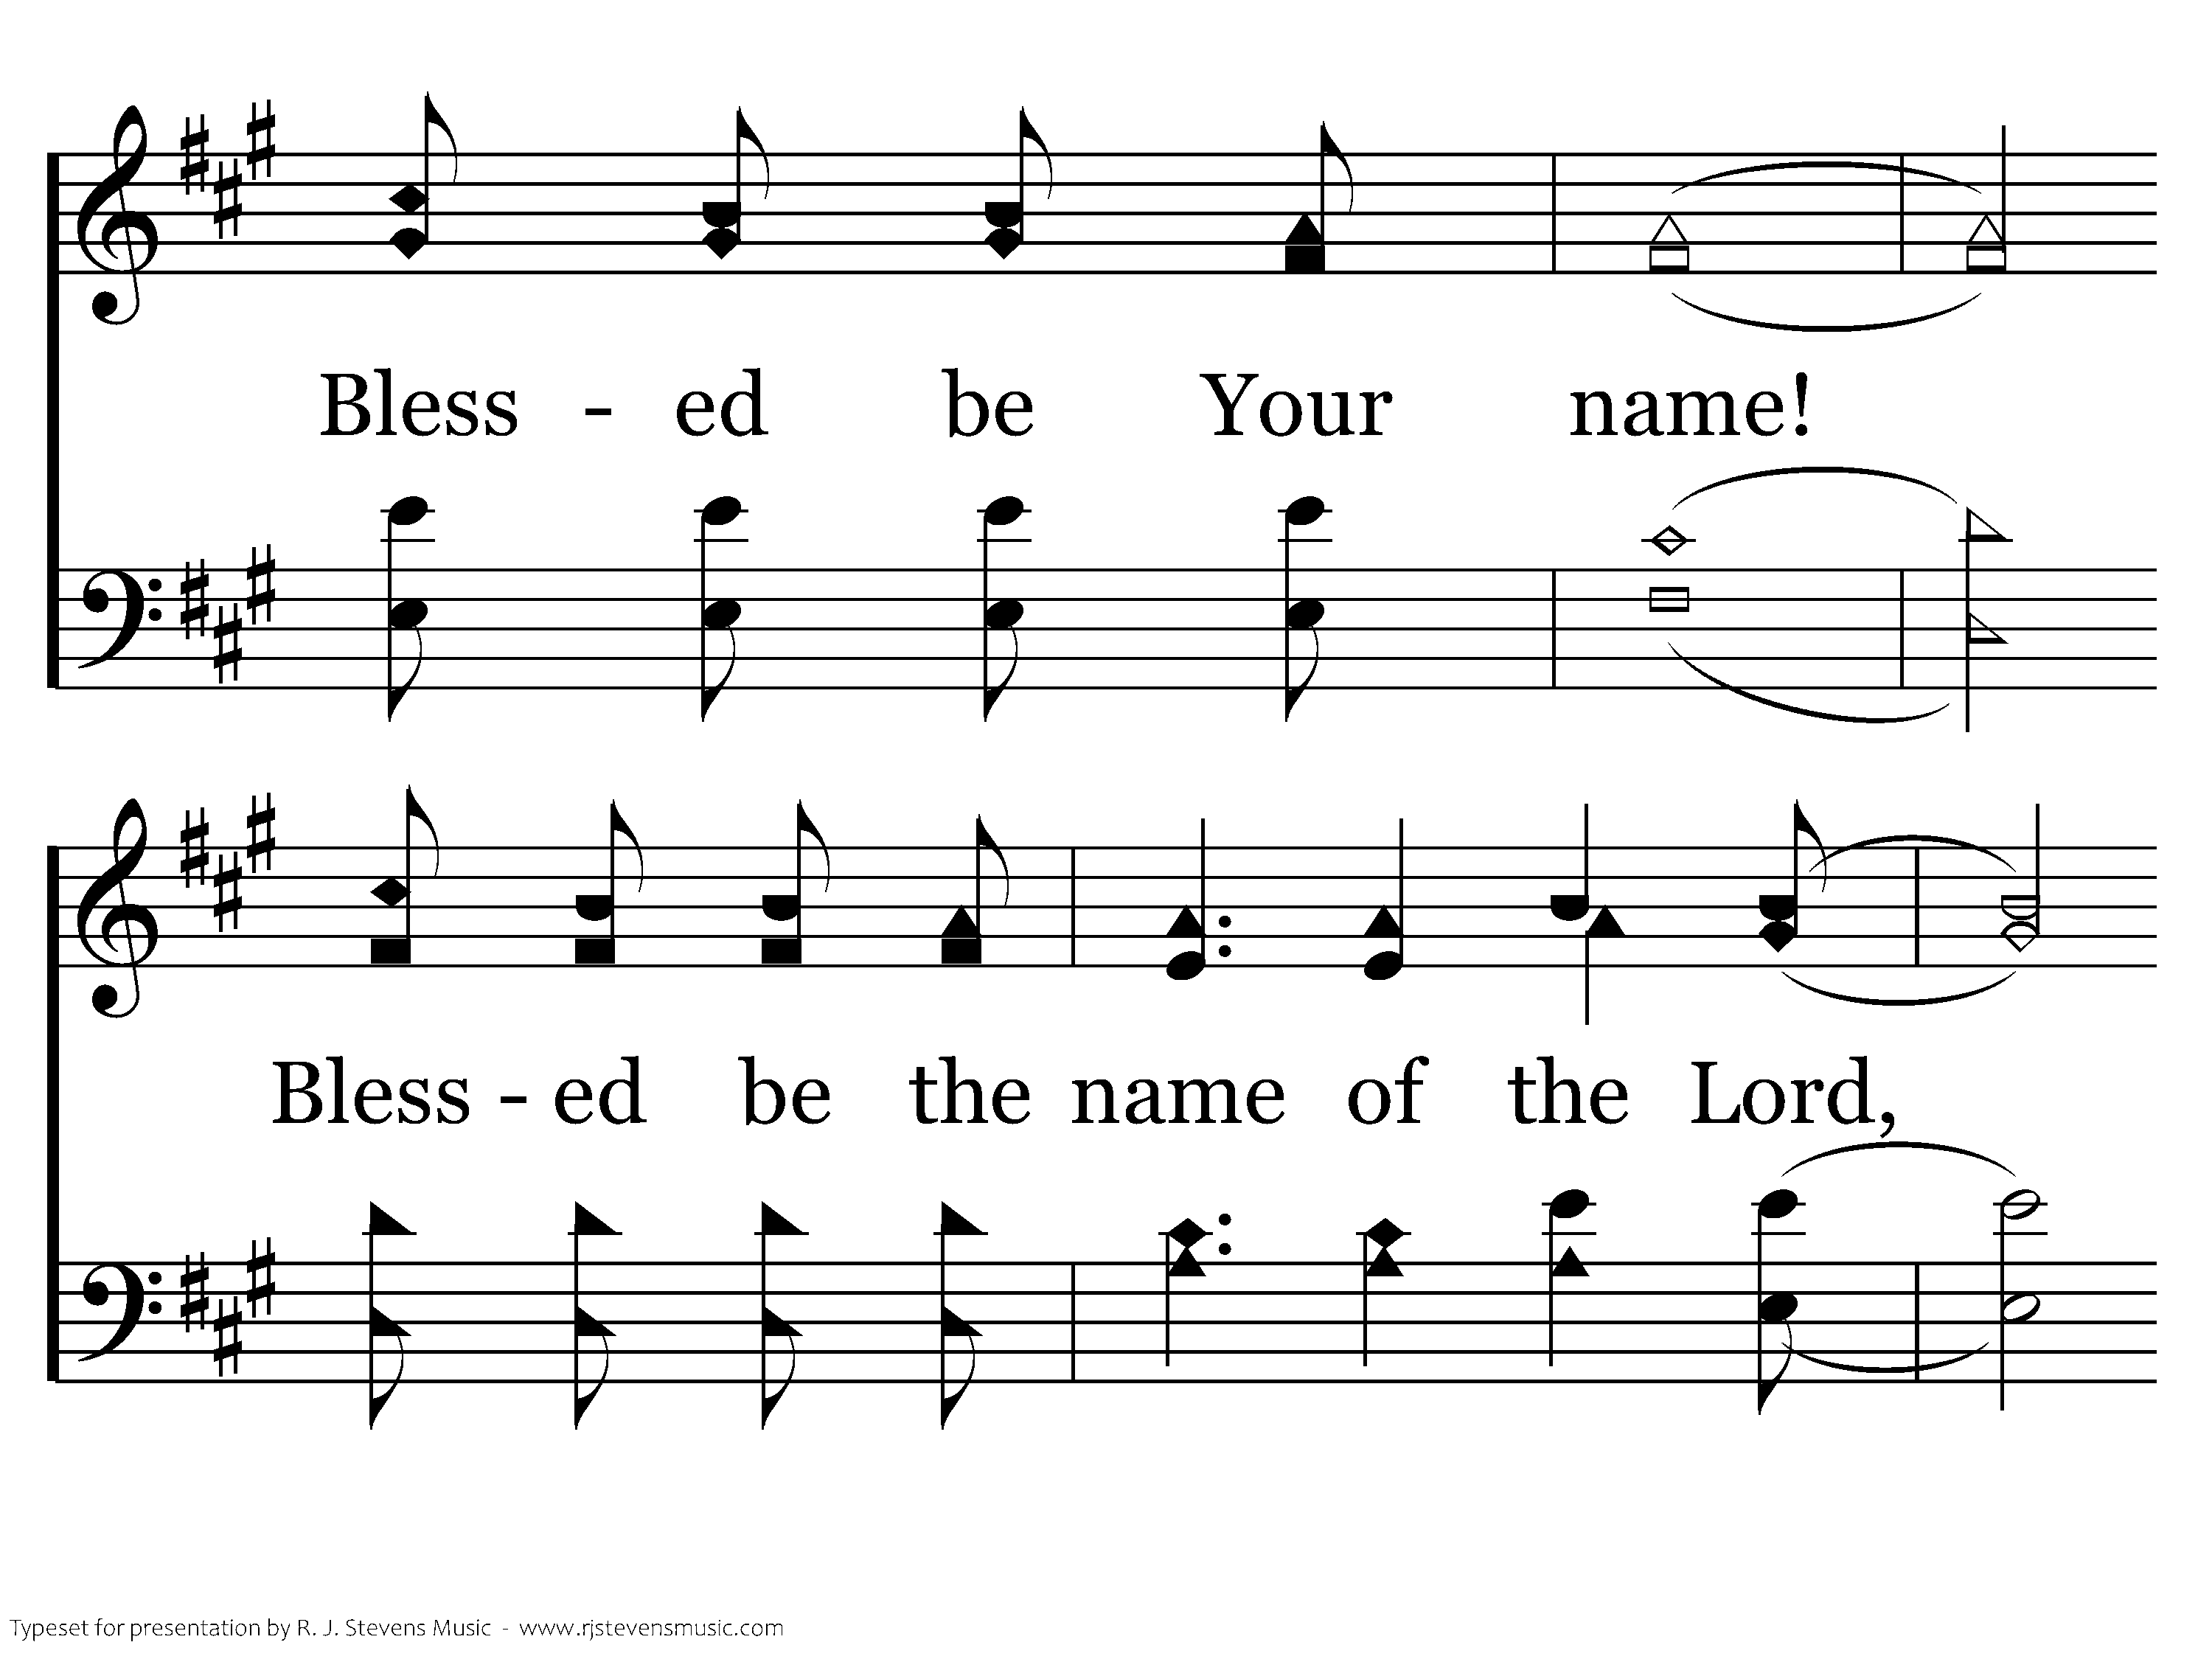 Bless - ed be Your name!
Bless - ed be the name of the Lord,
Typeset for presentation by R. J. Stevens Music - www.rjstevensmusic.com